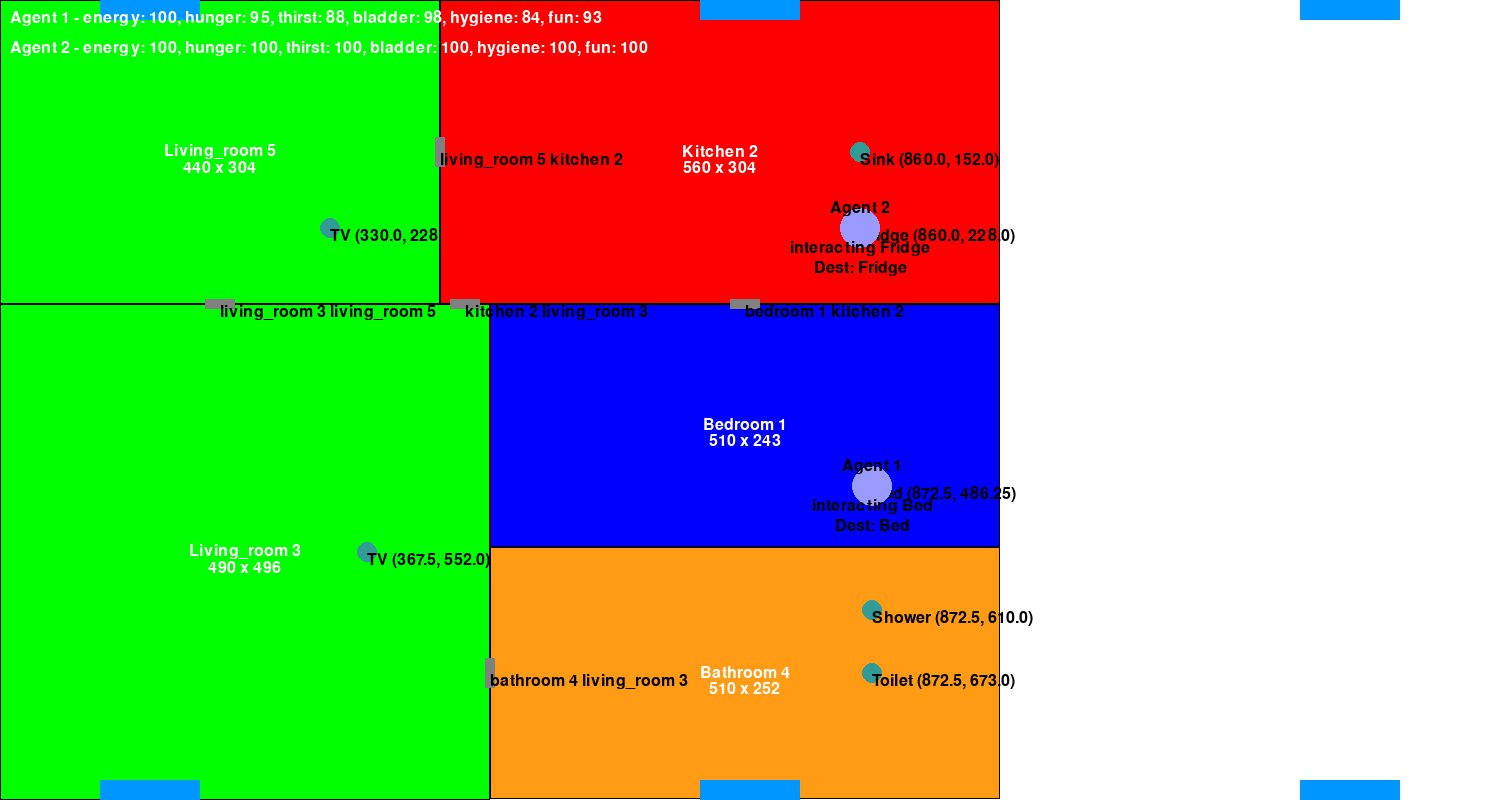 Agent 1 - energy: 100, hunger: 95, thirst: 88, bladder: 98, hygiene: 84, fun: 93
Agent 2 - energy: 100, hunger: 100, thirst: 100, bladder: 100, hygiene: 100, fun: 100
Living_room 5
440 x 304
living_room 5 kitchen 2
Kitchen 2
560 x 304
Sink (860.0, 152.0)
TV (330.0, 228
Agent 2
dge (860.0, 228.0)
interacting Fridge
Dest: Fridge
living_room 3 living_room 5
kitchen 2 living_room 3
bedroom 1 kitchen 2
Bedroom 1
510 x 243
Agent 1
d (872.5, 486.25)
interacting Bed
Dest: Bed
Living_room 3
490 x 496
TV (367.5, 552.0)
Shower (872.5, 610.0)
bathroom 4 living_room 3
Bathroom 4
510 x 252
Toilet (872.5, 673.0)